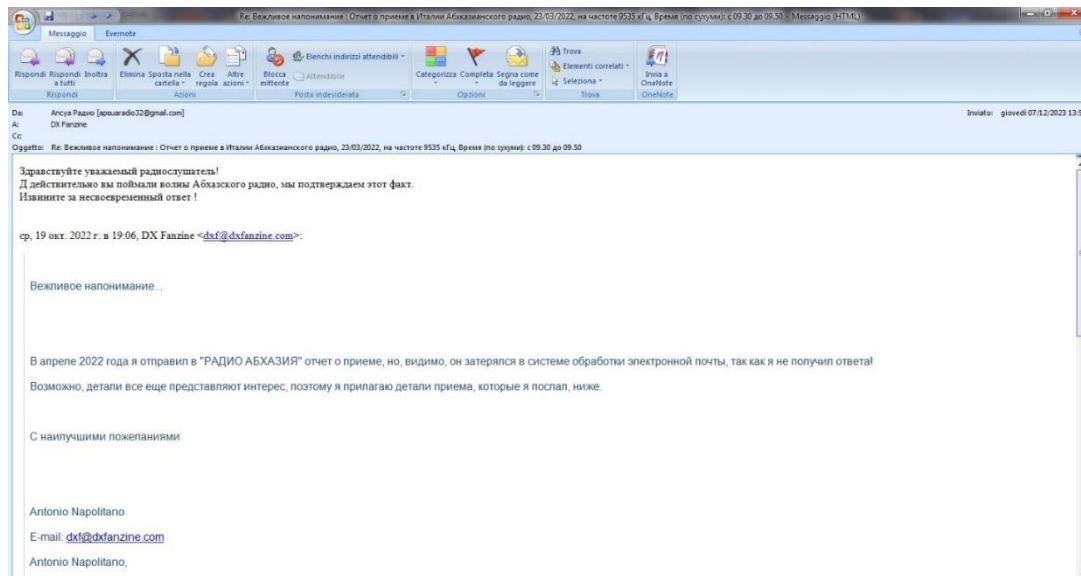 Re: Вежливое напонимание : Отчет о приеме в Италии Абхказианского радио, 23/03/2022, на частоте 9535 кГц, Время (по сухуми): с 09.30 до 09.50 - Messaggio (HTML)
Messaggio Evernote
Rispondi Rispondi a tutti Inoltra
Elimina Sposta nella cartella Crea regola Altre azioni
Blocca mittente Elenchi indirizzi attendibili Attendibile
Categorizza Completa Segna come da leggere
Trova Elementi correlati Seleziona
Invia a OneNote
Rispondi Azioni Posta indesiderata Opzioni Trova OneNote
Da: Апсуа Радио [apsuaradio32@gmail.com] Inviato: giovedì 07/12/2023
A: DX Fanzine
Cc:
Oggetto: Re: Вежливое напонимание : Отчет о приеме в Италии Абхказианского радио, 23/03/2022, на частоте 9535 кГц, Время (по сухуми): с 09.30 до 09.50
Здравствуйте уважаемый радиослушатель!
Д действительно вы поймали волны Абхазского радио, мы подтверждаем этот факт.
Извините за несвоевременный ответ !
ср, 19 окт. 2022 г. в 19:06, DX Fanzine <dxf@dxfanzine.com>:
Вежливое напонимание...
В апреле 2022 года я отправил в "РАДИО АБХАЗИЯ" отчет о приеме, но, видимо, он затерялся в системе обработки электронной почты, так как я не получил ответа!
Возможно, детали все еще представляют интерес, поэтому я прилагаю детали приема, которые я послал, ниже.
С наилучшими пожеланиями
Antonio Napolitano
E-mail: dxf@dxfanzine.com
Antonio Napolitano,